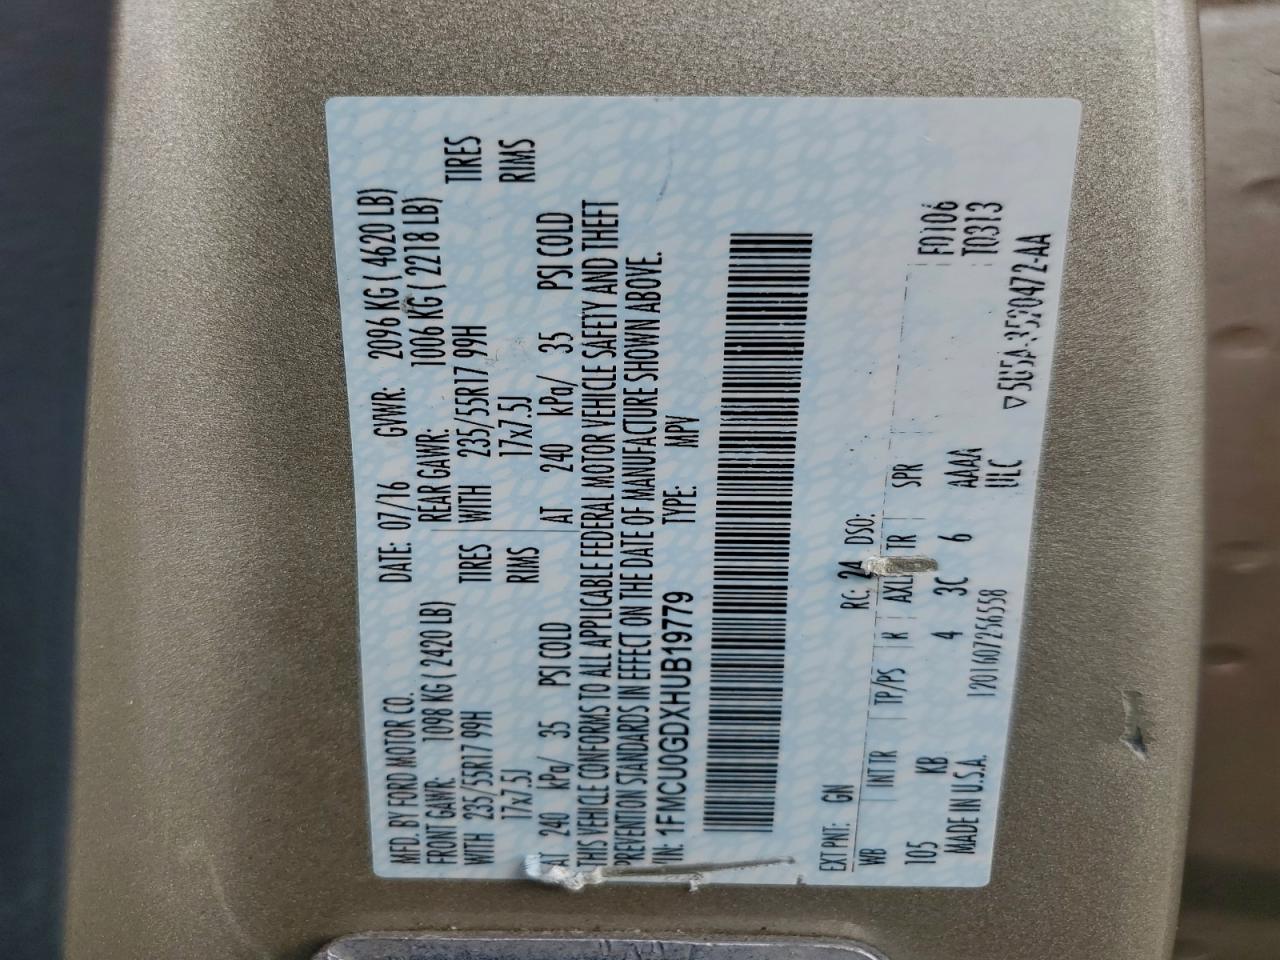 MFD. BY FORD MOTOR CO.
DATE: 07/16 GVWR: 2096 KG ( 4620 LB)
FRONT GAWR: 1098 KG ( 2420 LB) REAR GAWR: 1006 KG ( 2218 LB)
WITH 235/55R17 99H TIRES WITH 235/55R17 99H TIRES
17x7.5J RIMS 17x7.5J RIMS
AT 240 kPa/ 35 PSI COLD AT 240 kPa/ 35 PSI COLD
THIS VEHICLE CONFORMS TO ALL APPLICABLE FEDERAL MOTOR VEHICLE SAFETY AND THEFT
PREVENTION STANDARDS IN EFFECT ON THE DATE OF MANUFACTURE SHOWN ABOVE.
VIN: 1FMCU0GDXHUB19779 TYPE: MPV
EXT PNT: GN RC: 24 DSO: F0106
WB INTTR TP/PS R AXLE TR SPR T0313
105 KB 4 3C 6 AAAA
MADE IN U.S.A. 1201607256558 ULC
▽5U5A-3520472-AA